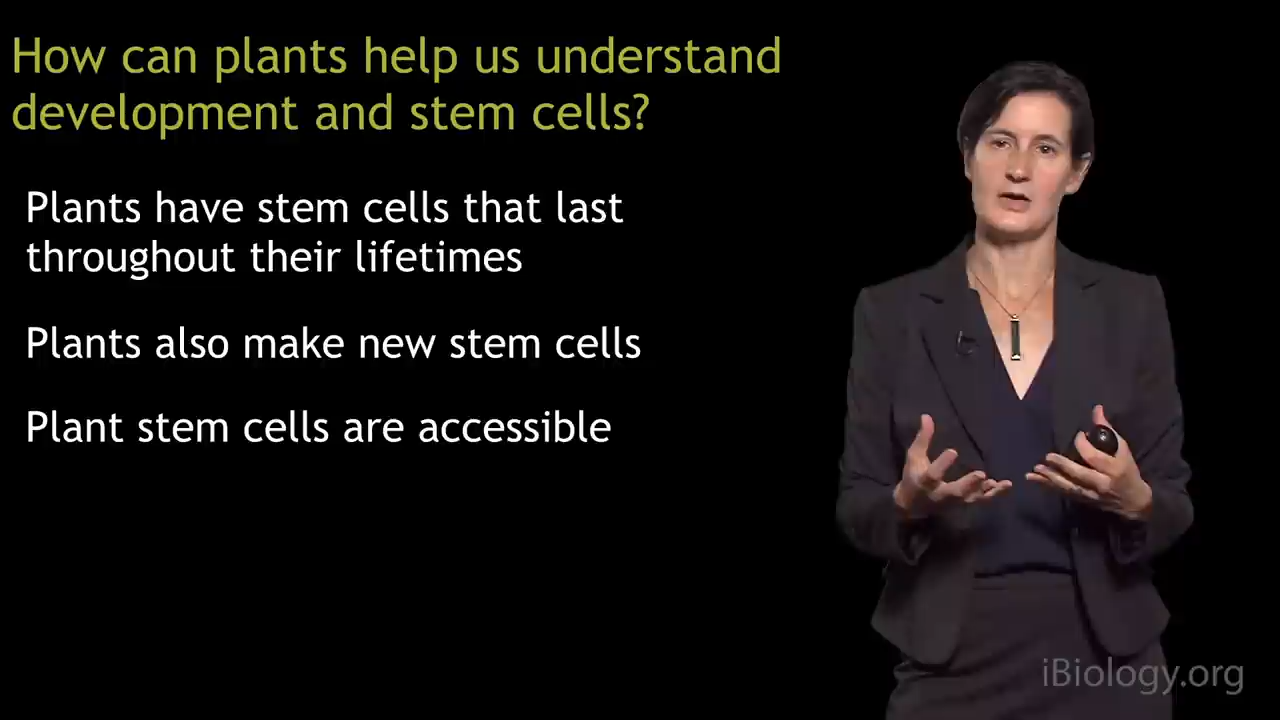 How can plants help us understand
development and stem cells?
Plants have stem cells that last
throughout their lifetimes
Plants also make new stem cells
Plant stem cells are accessible
iBiology.org